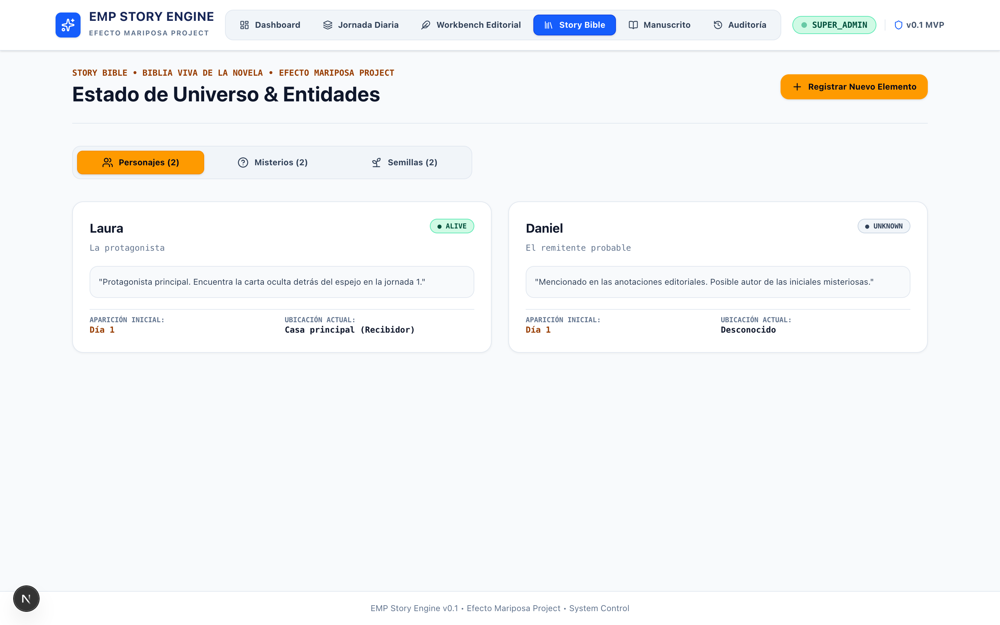 EMP STORY ENGINE
EFECTO MARIPOSA PROJECT
Dashboard
Jornada Diaria
Workbench Editorial
Story Bible
Manuscrito
Auditoría
SUPER_ADMIN
v0.1 MVP
STORY BIBLE • BIBLIA VIVA DE LA NOVELA • EFECTO MARIPOSA PROJECT
Estado de Universo & Entidades
Registrar Nuevo Elemento
Personajes (2)
Misterios (2)
Semillas (2)
Laura
ALIVE
La protagonista
"Protagonista principal. Encuentra la carta oculta detrás del espejo en la jornada 1."
APARICIÓN INICIAL:
Día 1
UBICACIÓN ACTUAL:
Casa principal (Recibidor)
Daniel
UNKNOWN
El remitente probable
"Mencionado en las anotaciones editoriales. Posible autor de las iniciales misteriosas."
APARICIÓN INICIAL:
Día 1
UBICACIÓN ACTUAL:
Desconocido
N
EMP Story Engine v0.1 • Efecto Mariposa Project • System Control